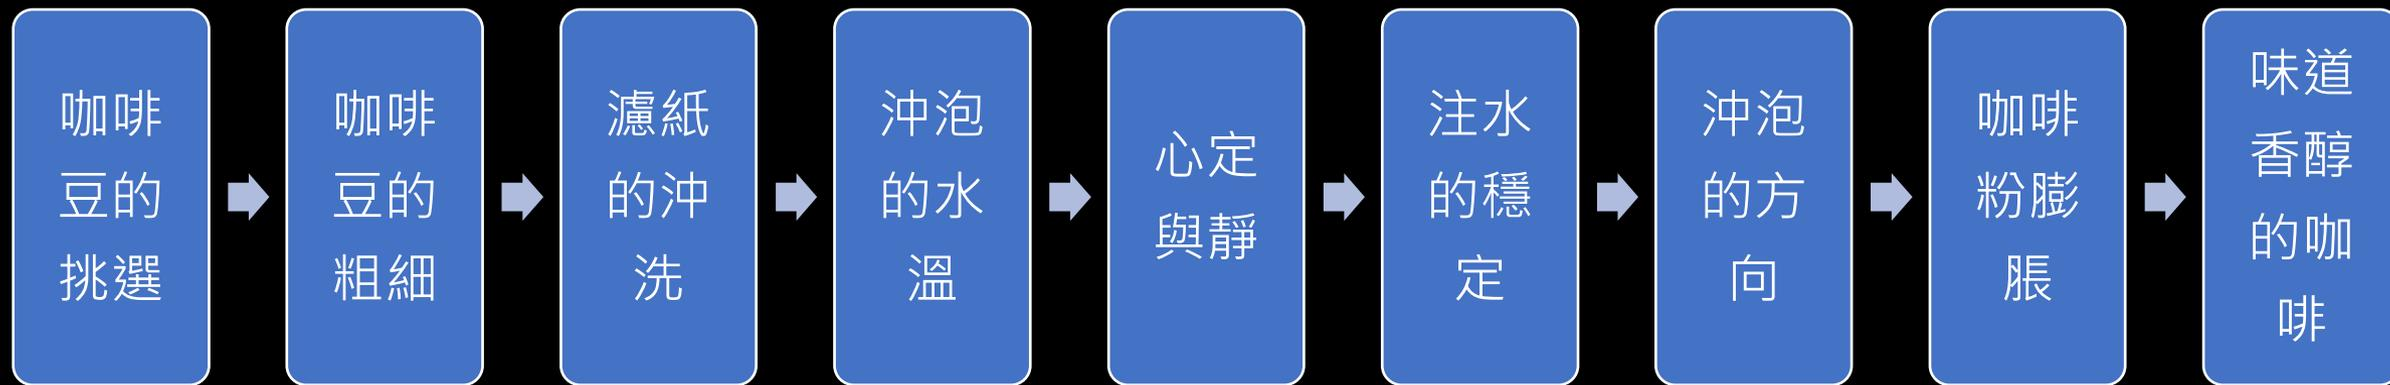 咖啡
豆的
挑選
咖啡
豆的
粗細
濾紙
的沖
洗
沖泡
的水
溫
心定
與靜
注水
的穩
定
沖泡
的方
向
咖啡
粉膨
脹
味道
香醇
的咖
啡